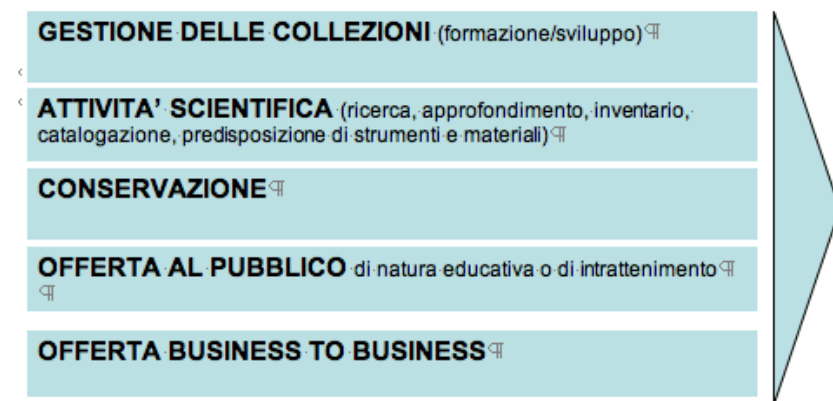 GESTIONE DELLE COLLEZIONI (formazione/sviluppo)
ATTIVITA’ SCIENTIFICA (ricerca, approfondimento, inventario,
catalogazione, predisposizione di strumenti e materiali)
CONSERVAZIONE
OFFERTA AL PUBBLICO di natura educativa o di intrattenimento
OFFERTA BUSINESS TO BUSINESS